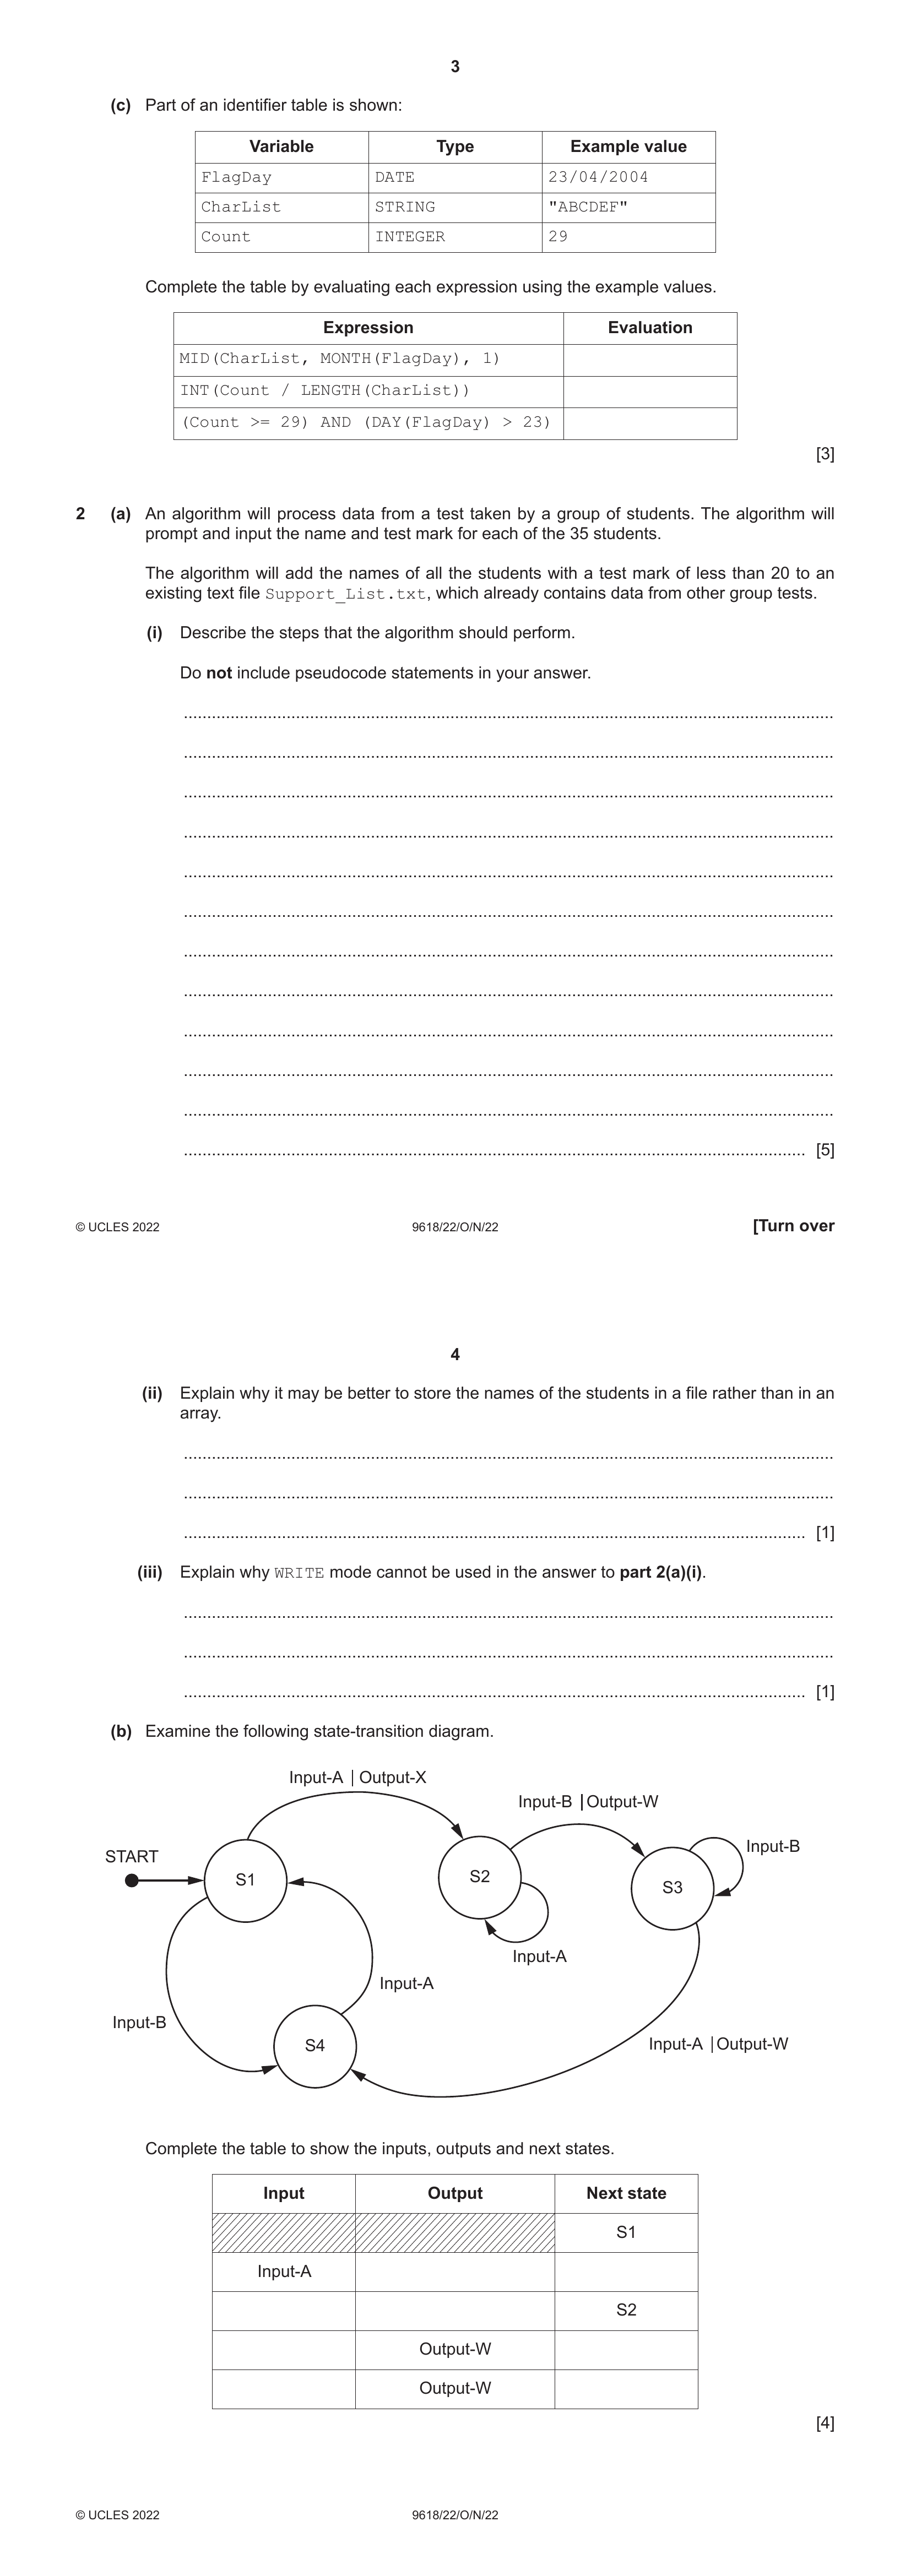 3
(c) Part of an identifier table is shown:
Variable Type Example value
FlagDay DATE 23/04/2004
CharList STRING "ABCDEF"
Count INTEGER 29
Complete the table by evaluating each expression using the example values.
Expression Evaluation
MID(CharList, MONTH(FlagDay), 1)
INT(Count / LENGTH(CharList))
(Count >= 29) AND (DAY(FlagDay) > 23)
[3]
2 (a) An algorithm will process data from a test taken by a group of students. The algorithm will
prompt and input the name and test mark for each of the 35 students.
The algorithm will add the names of all the students with a test mark of less than 20 to an
existing text file Support_List.txt, which already contains data from other group tests.
(i) Describe the steps that the algorithm should perform.
Do not include pseudocode statements in your answer.
[5]
© UCLES 2022 9618/22/O/N/22 [Turn over
4
(ii) Explain why it may be better to store the names of the students in a file rather than in an
array.
[1]
(iii) Explain why WRITE mode cannot be used in the answer to part 2(a)(i).
[1]
(b) Examine the following state-transition diagram.
Input-A | Output-X
Input-B | Output-W
START
S1
S2
S3
Input-B
Input-A
Input-A
Input-B
S4
Input-A | Output-W
Complete the table to show the inputs, outputs and next states.
Input Output Next state
S1
Input-A
S2
Output-W
Output-W
[4]
© UCLES 2022 9618/22/O/N/22